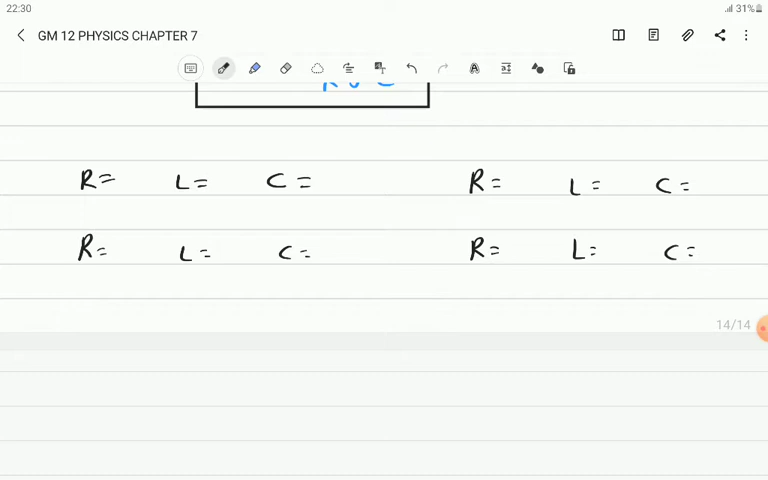 22:30
31%
GM 12 PHYSICS CHAPTER 7
R= L= C= R= L= C=
R= L= C= R= L= C=
14/14